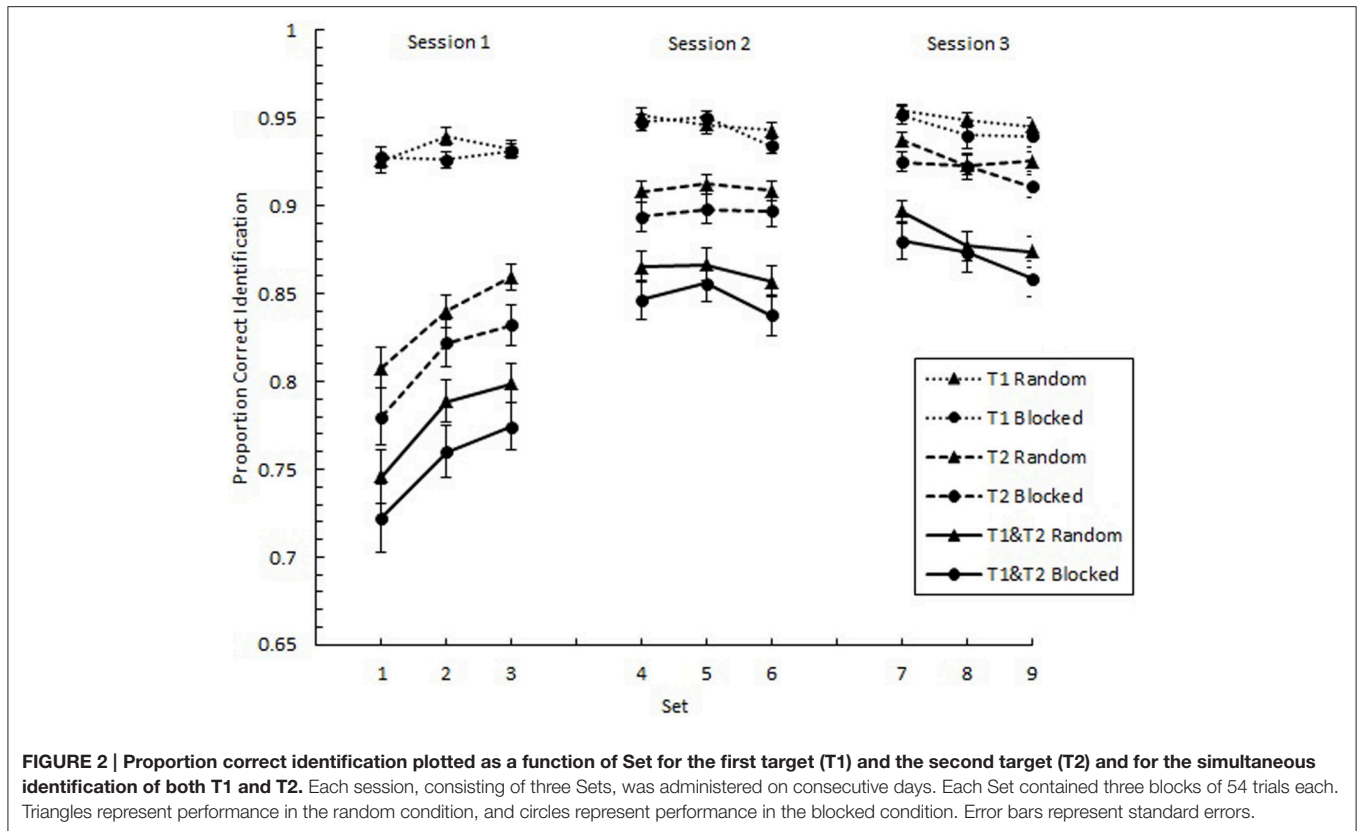 Session 1 Session 2 Session 3
1
0.95
0.9
0.85
0.8
0.75
0.7
0.65
Proportion Correct Identification
1 2 3 4 5 6 7 8 9
Set
T1 Random
T1 Blocked
T2 Random
T2 Blocked
T1&T2 Random
T1&T2 Blocked
FIGURE 2 | Proportion correct identification plotted as a function of Set for the first target (T1) and the second target (T2) and for the simultaneous
identification of both T1 and T2. Each session, consisting of three Sets, was administered on consecutive days. Each Set contained three blocks of 54 trials each.
Triangles represent performance in the random condition, and circles represent performance in the blocked condition. Error bars represent standard errors.